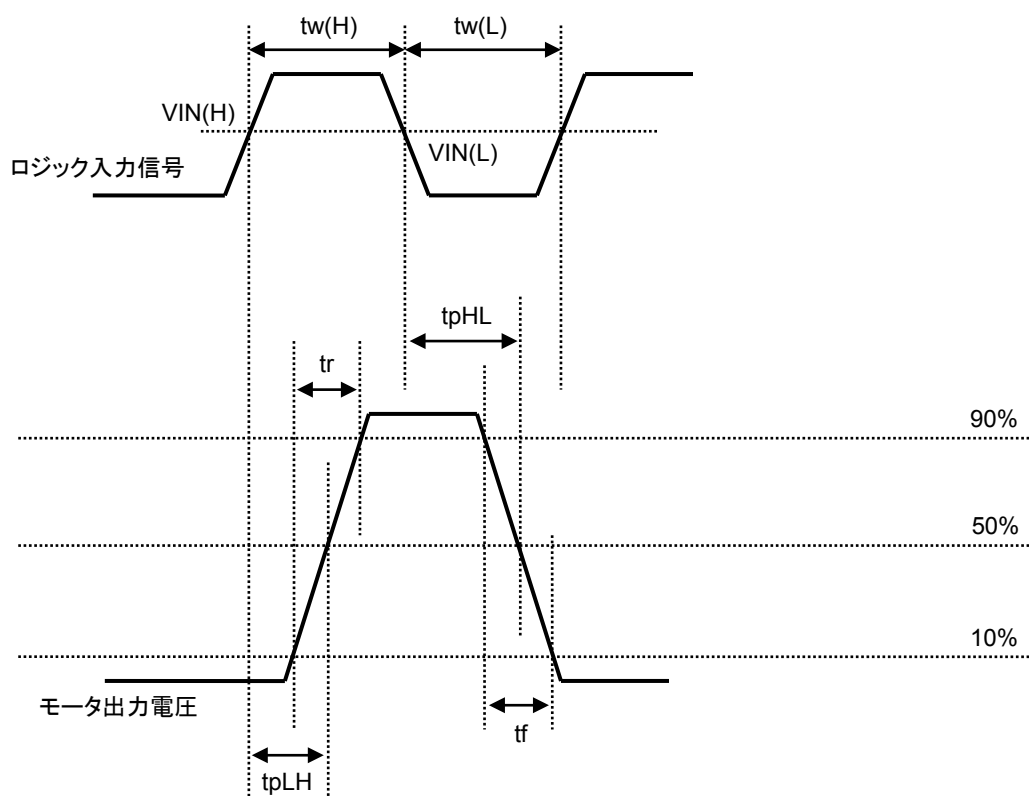 tw(H)
tw(L)
VIN(H)
VIN(L)
ロジック入力信号
tpHL
tr
90%
50%
10%
モータ出力電圧
tf
tpLH